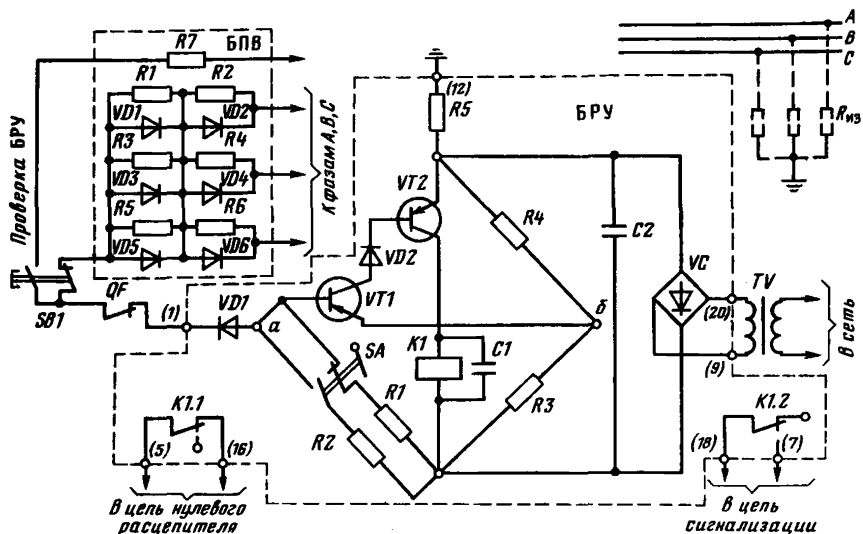 R7
БПВ
R1
R2
VD1
VD2
R3
R4
VD3
VD4
R5
R6
VD5
VD6
Проверка БРУ
К фазам А,В,С
SB1
QF
(1)
VD1
a
(12)
R5
БРУ
VT2
VD2
VT1
R4
C2
б
K1
C1
SA
R1
R2
R3
VC
TV
(20)
(9)
В сеть
A
B
C
Rиз
K1.1
(5)
(16)
В цепь нулевого
расцепителя
K1.2
(18)
(7)
В цепь
сигнализации